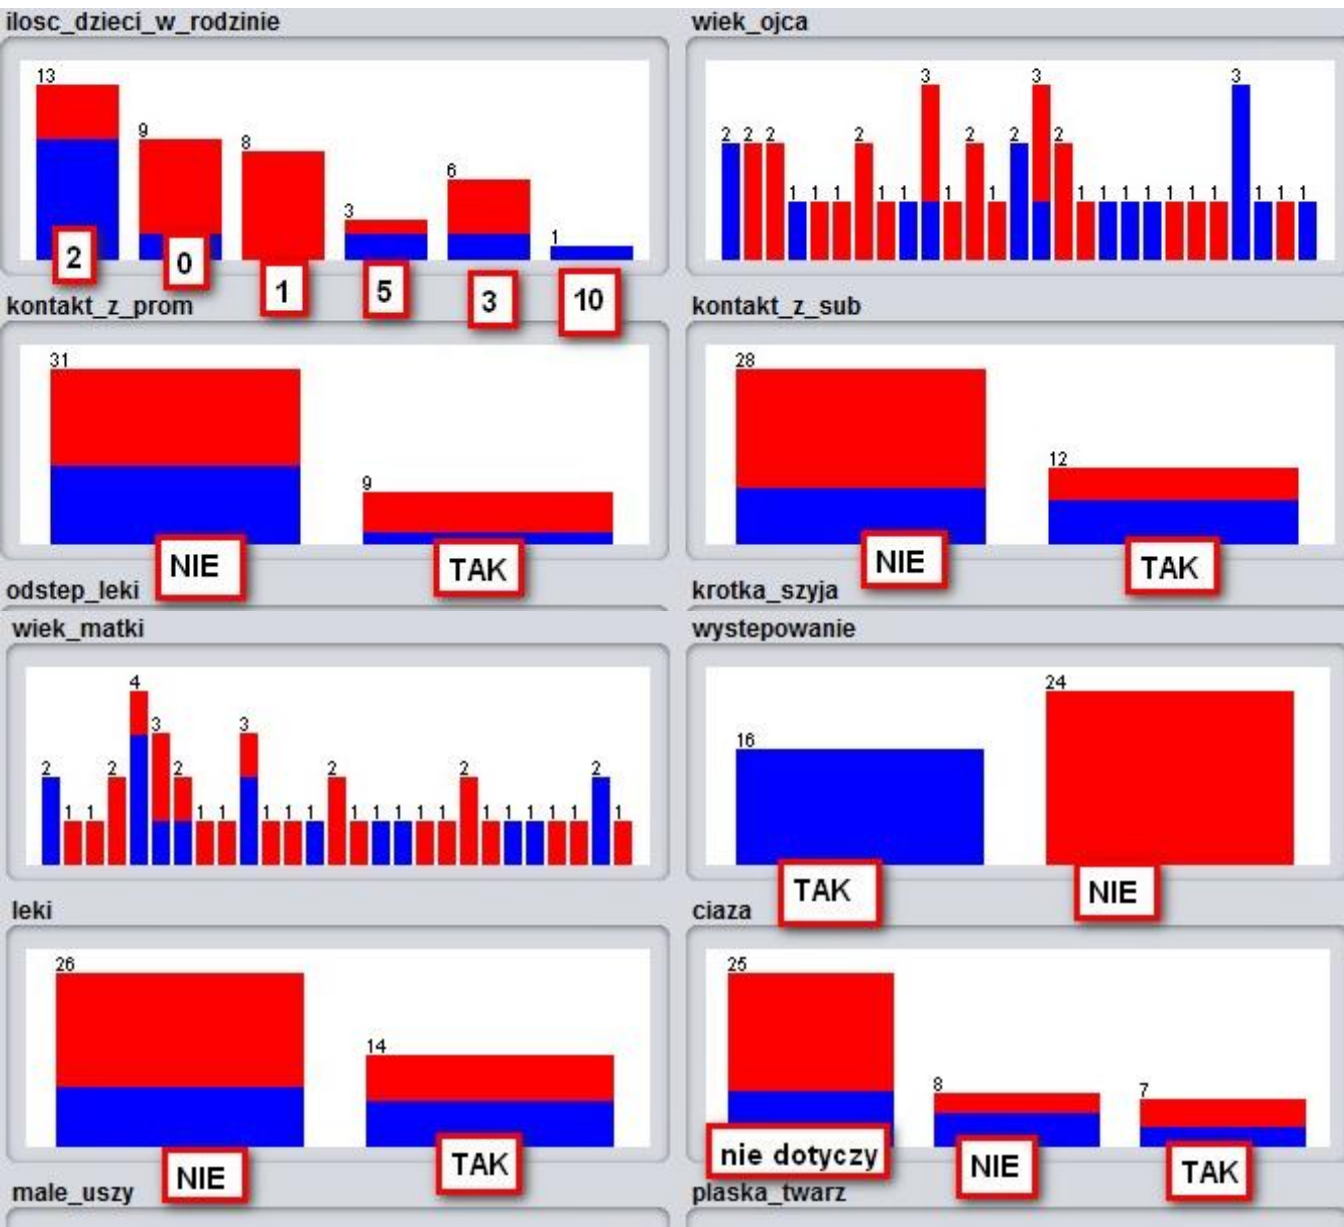 ilosc_dzieci_w_rodzinie
13 9 8 3 6 1
2 0 1 5 3 10
wiek_ojca
2 2 2 1 1 1 2 1 1 3 1 2 1 2 3 2 1 1 1 1 1 1 1 3 1 1 1
kontakt_z_prom
31 9
NIE TAK
kontakt_z_sub
28 12
NIE TAK
odstep_leki
krotka_szyja
wiek_matki
2 1 1 2 4 3 2 1 1 3 1 1 1 2 1 1 1 1 1 2 1 1 1 1 1 2 1
wystepowanie
16 24
TAK NIE
leki
26 14
NIE TAK
ciaza
25 8 7
nie dotyczy NIE TAK
male_uszy
plaska_twarz